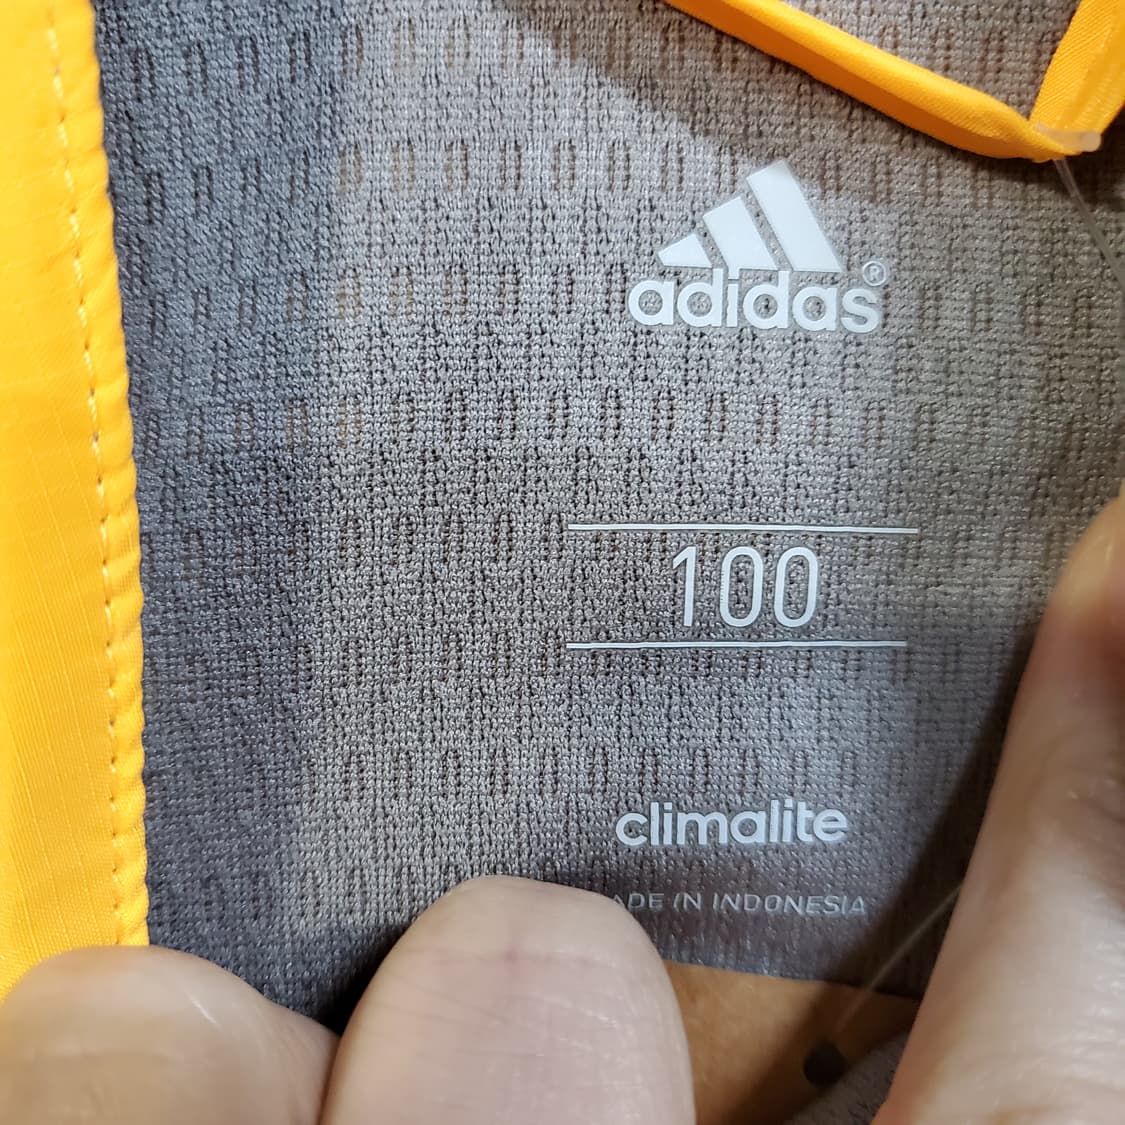 adidas®
100
climalite
ADE IN INDONESIA